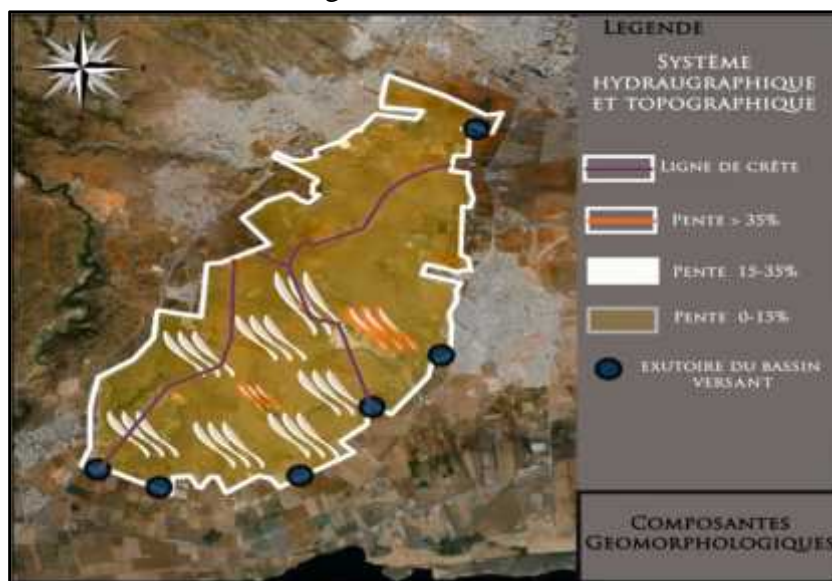 LEGENDE
SYSTÈME
HYDRAUGRAPHIQUE
ET TOPOGRAPHIQUE
LIGNE DE CRÊTE
PENTE > 35%
PENTE 15-35%
PENTE 0-15%
EXUTOIRE DU BASSIN
VERSANT
COMPOSANTES
GEOMORPHOLOGIQUES